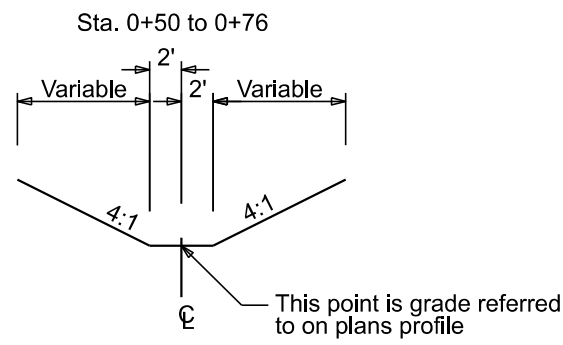 Sta. 0+50 to 0+76
2'
Variable
2'
Variable
4:1
4:1
℄
This point is grade referred
to on plans profile